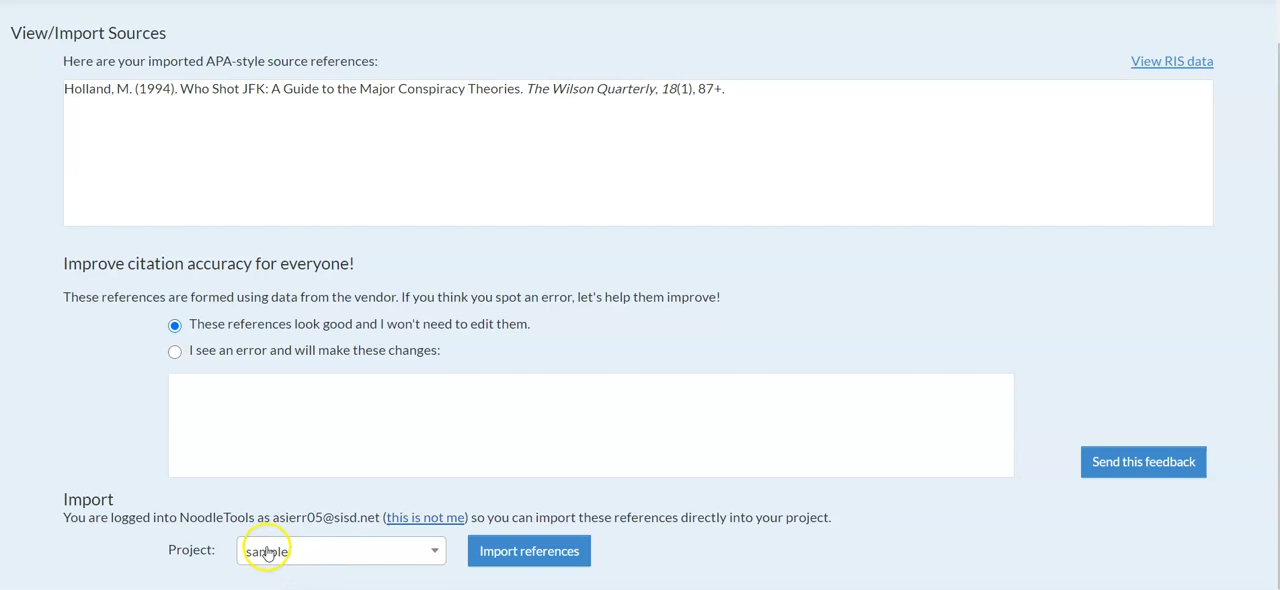 View/Import Sources
Here are your imported APA-style source references:
View RIS data
Holland, M. (1994). Who Shot JFK: A Guide to the Major Conspiracy Theories. The Wilson Quarterly, 18(1), 87+.
Improve citation accuracy for everyone!
These references are formed using data from the vendor. If you think you spot an error, let's help them improve!
These references look good and I won't need to edit them.
I see an error and will make these changes:
Send this feedback
Import
You are logged into NoodleTools as asierr05@sisd.net (this is not me) so you can import these references directly into your project.
Project:
sample
Import references